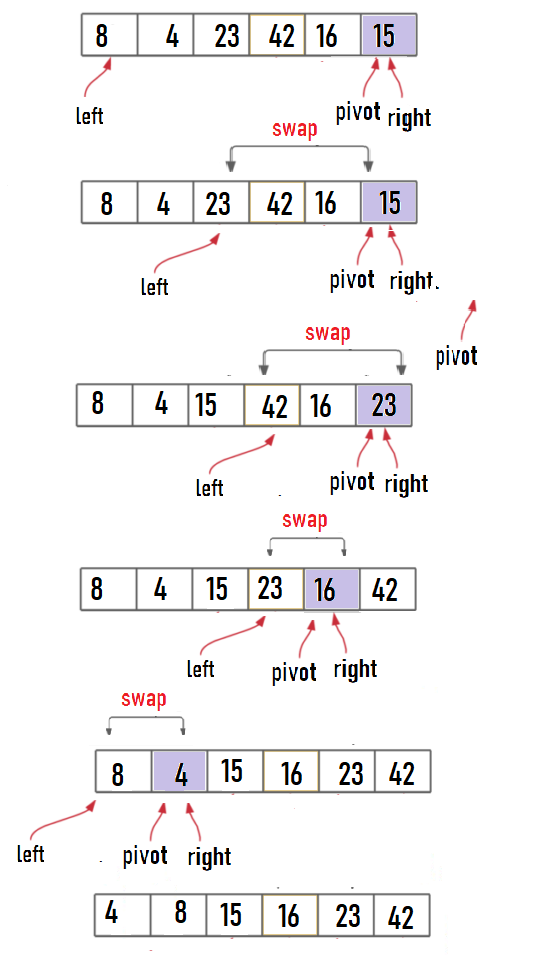 8 4 23 42 16 15
left
pivot right
swap
8 4 23 42 16 15
left
pivot right.
pivot
swap
8 4 15 42 16 23
left
pivot right
swap
8 4 15 23 16 42
left
pivot right
swap
8 4 15 16 23 42
left
pivot right
4 8 15 16 23 42